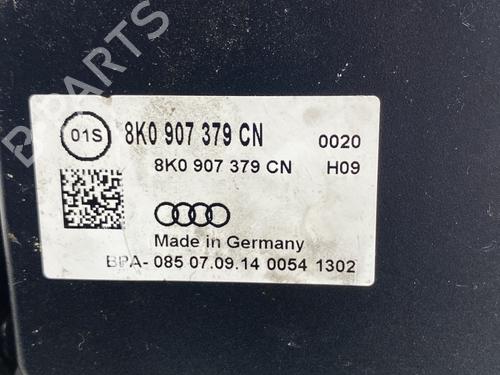 B PARTS
01S 8K0 907 379 CN 0020
8K0 907 379 CN H09
Made in Germany
BPA- 085 07.09.14 0054 1302